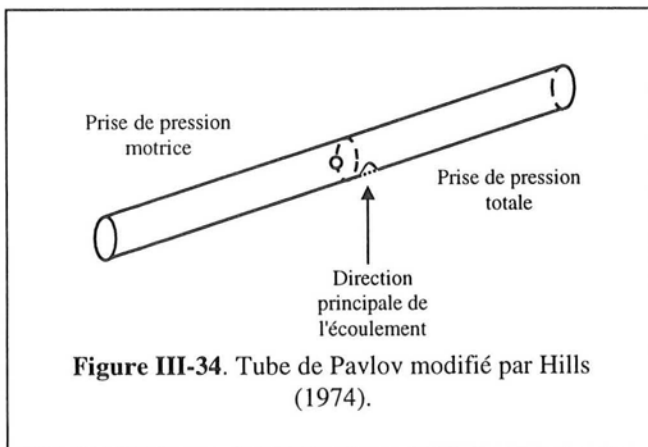 Prise de pression
motrice
Prise de pression
totale
Direction
principale de
l'écoulement
Figure III-34. Tube de Pavlov modifié par Hills
(1974).